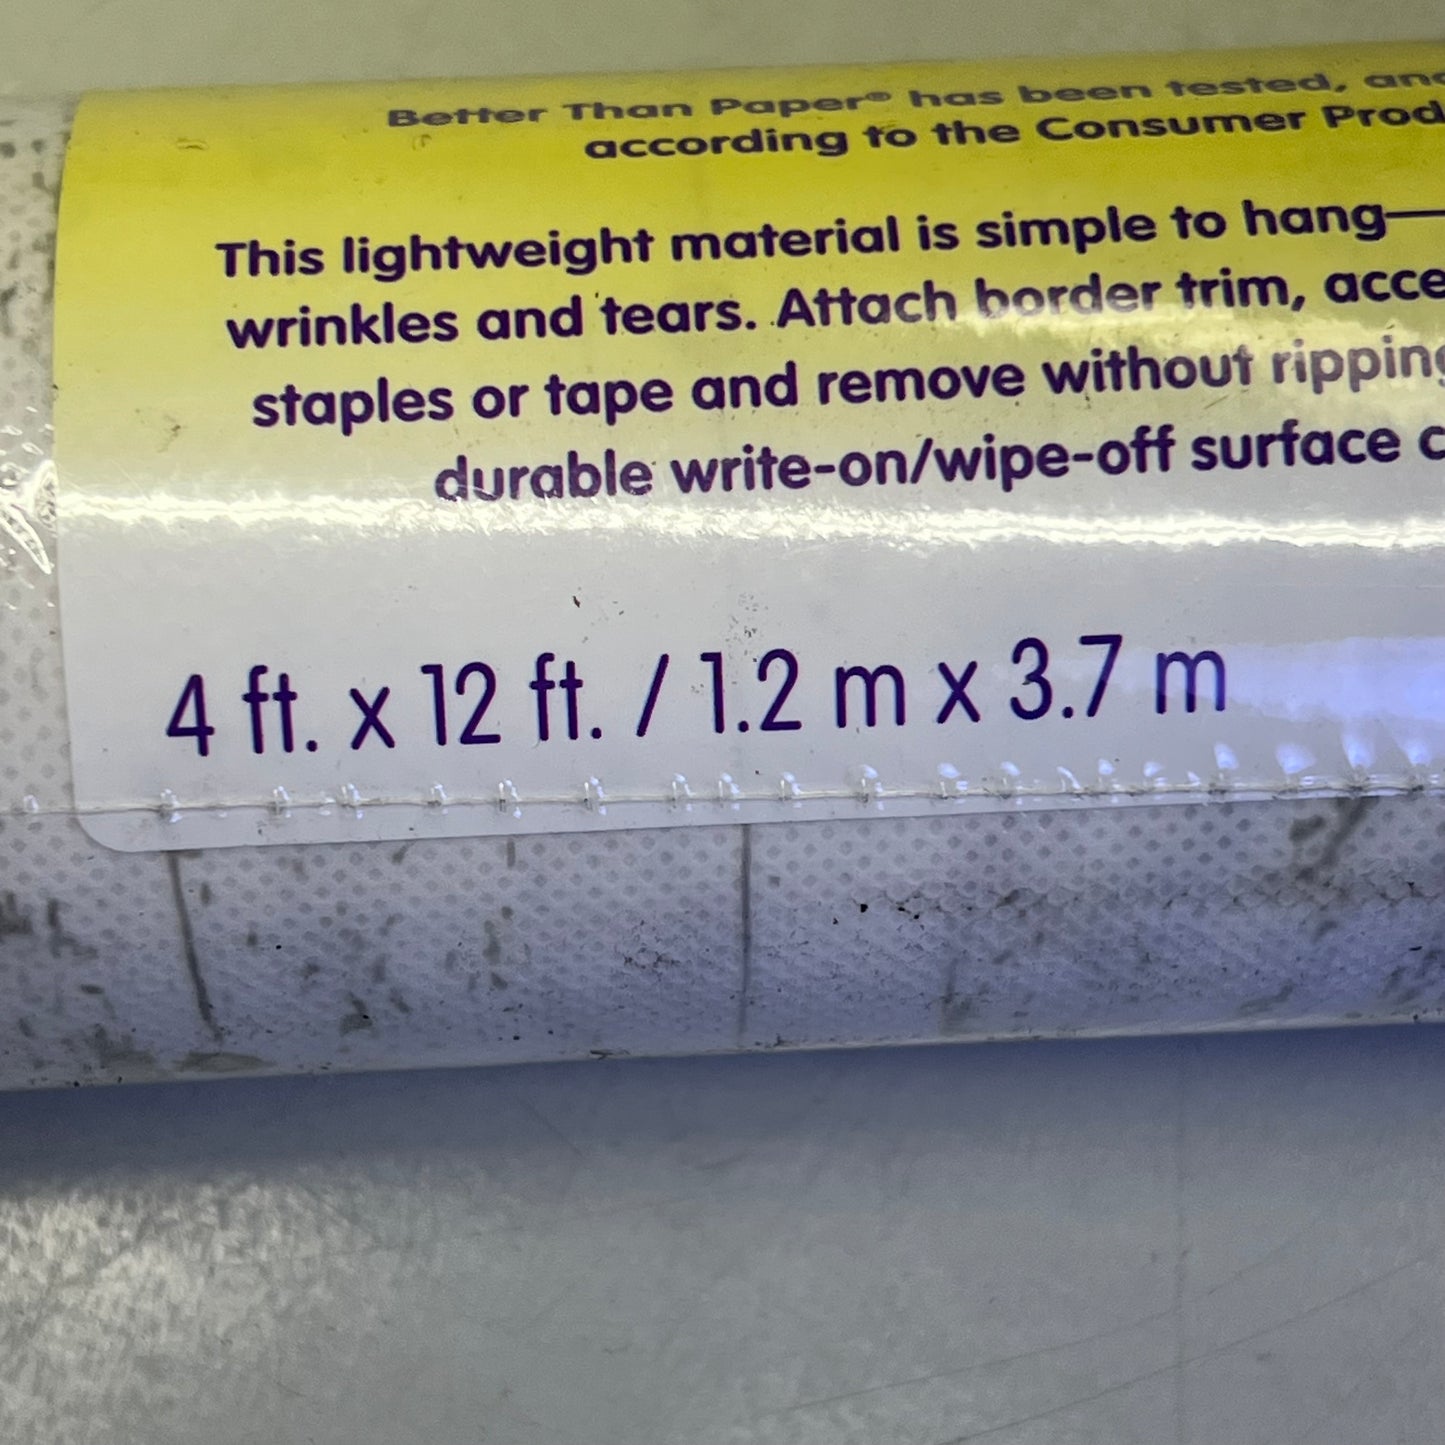 Better Than Paper® has been tested, and
according to the Consumer Prod
This lightweight material is simple to hang—
wrinkles and tears. Attach border trim, acce
staples or tape and remove without ripping
durable write-on/wipe-off surface c
4 ft. x 12 ft. / 1.2 m x 3.7 m